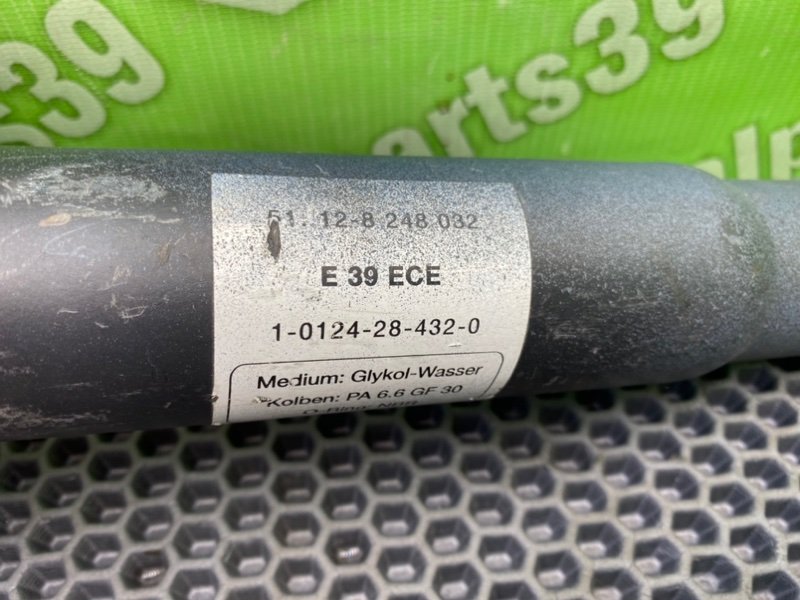 s39
arts39
51. 12-8 248 032
E 39 ECE
1-0124-28-432-0
Medium: Glykol-Wasser
Kolben: PA 6.6 GF 30